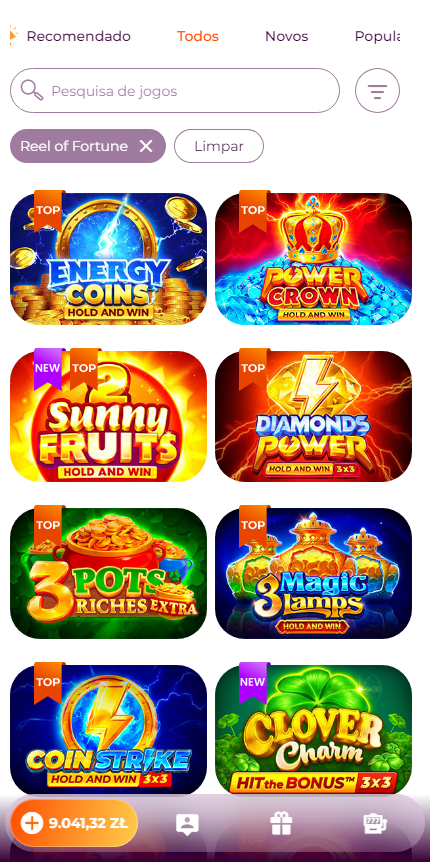 Recomendado Todos Novos Popula
Pesquisa de jogos
Reel of Fortune Limpar
TOP
ENERGY
COINS
HOLD AND WIN
TOP
POWER
CROWN
HOLD AND WIN
NEW TOP
2
Sunny
FRUITS
HOLD AND WIN
TOP
DIAMONDS
POWER
HOLD AND WIN 3x3
TOP
3 POTS
RICHES EXTRA
TOP
3 Magic
lamps
HOLD AND WIN
TOP
COIN STRIKE
HOLD AND WIN 3x3
NEW
CLOVER
Charm
HIT the BONUS™ 3X3
9.041,32 ZŁ
777